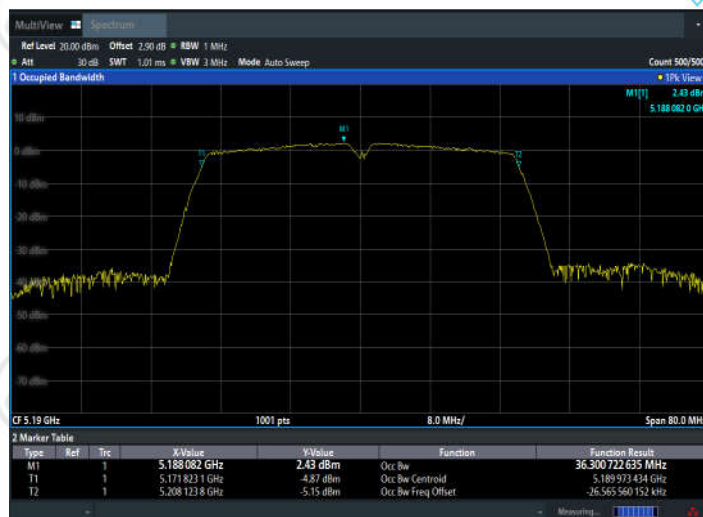 MultiView Spectrum
Ref Level 20.00 dBm Offset 2.90 dB RBW 1 MHz
Att 30 dB SWT 1.01 ms VBW 3 MHz Mode Auto Sweep Count 500/500
1 Occupied Bandwidth 1Pk View
M1[1] 2.43 dBm
5.188 082 0 GH
10 dBm
M1
0 dBm
T1 T2
-10 dBm
-20 dBm
-30 dBm
-40 dBm
-50 dBm
-60 dBm
-70 dBm
CF 5.19 GHz 1001 pts 8.0 MHz/ Span 80.0 MH
2 Marker Table
Type Ref Trc X-Value Y-Value Function Function Result
M1 1 5.188 082 GHz 2.43 dBm Occ Bw 36.300 722 635 MHz
T1 1 5.171 823 1 GHz -4.87 dBm Occ Bw Centroid 5.189 973 434 GHz
T2 1 5.208 123 8 GHz -5.15 dBm Occ Bw Freq Offset -26.565 560 152 kHz
Measuring...